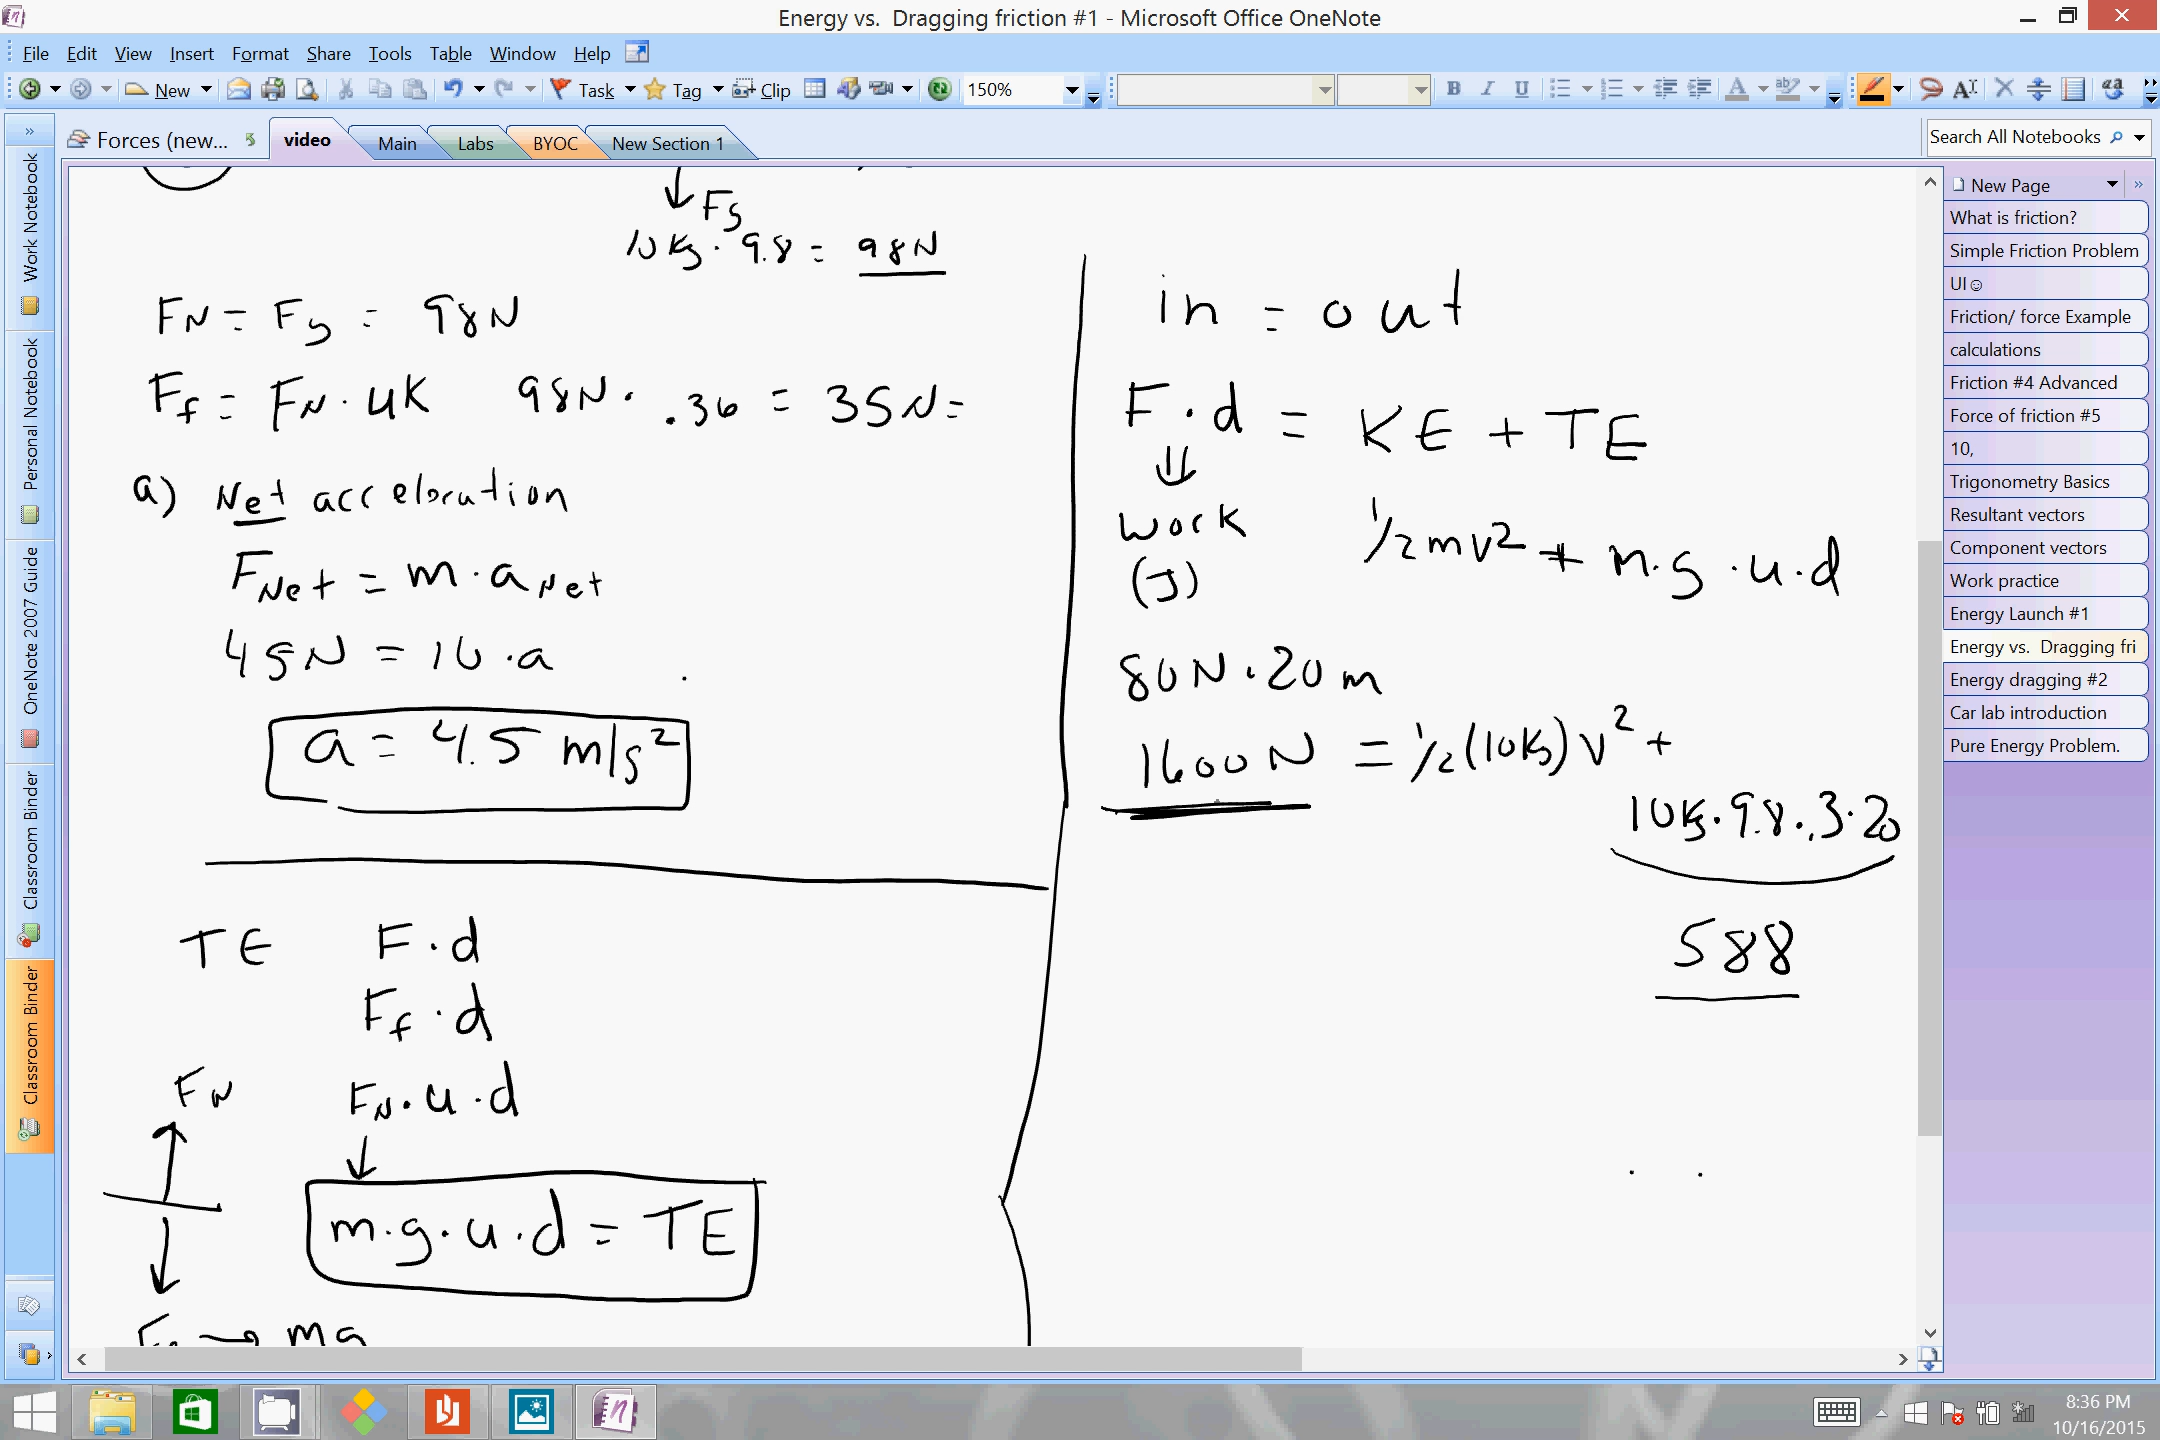 Energy vs. Dragging friction #1 - Microsoft Office OneNote
File Edit View Insert Format Share Tools Table Window Help
New Task Tag Clip 150% B I U
Forces (new... video Main Labs BYOC New Section 1
Search All Notebooks
Work Notebook
Personal Notebook
OneNote 2007 Guide
Classroom Binder
Classroom Binder
Fg
10kg · 9.8 = 98N
FN = Fg = 98N
Ff = FN · uK 98N · .36 = 35N =
a) Net acceloration
FNet = m · aNet
45N = 10 · a
a = 4.5 m/s²
TE F · d
Ff · d
FN
FN · u · d
m · g · u · d = TE
mg
in = out
F · d = KE + TE
Work
(J)
1/2 mv² + m · g · u · d
80N · 20m
1600N = 1/2 (10kg) v² +
10kg · 9.8 · .3 · 20
588
New Page
What is friction?
Simple Friction Problem
UI☺
Friction/ force Example
calculations
Friction #4 Advanced
Force of friction #5
10,
Trigonometry Basics
Resultant vectors
Component vectors
Work practice
Energy Launch #1
Energy vs. Dragging fri
Energy dragging #2
Car lab introduction
Pure Energy Problem.
8:36 PM
10/16/2015